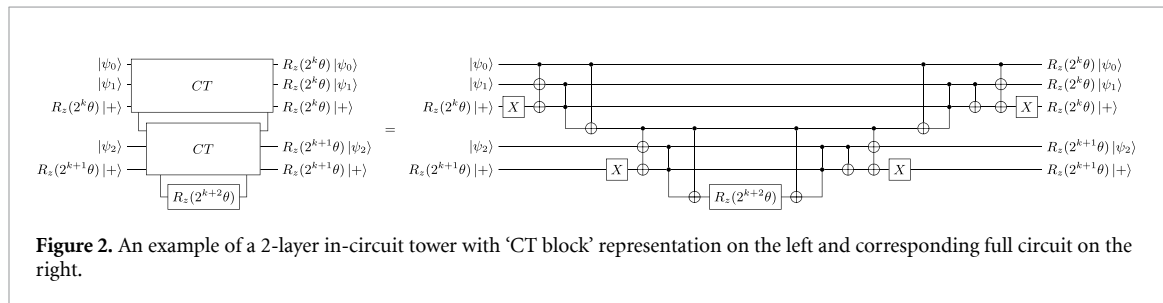 |ψ₀⟩ CT R_z(2^kθ)|ψ₀⟩ |ψ₀⟩ R_z(2^kθ)|ψ₀⟩
|ψ₁⟩ R_z(2^kθ)|ψ₁⟩ |ψ₁⟩ R_z(2^kθ)|ψ₁⟩
R_z(2^kθ)|+⟩ R_z(2^kθ)|+⟩ R_z(2^kθ)|+⟩ X X R_z(2^kθ)|+⟩
=
|ψ₂⟩ CT R_z(2^{k+1}θ)|ψ₂⟩ |ψ₂⟩ R_z(2^{k+1}θ)|ψ₂⟩
R_z(2^{k+1}θ)|+⟩ R_z(2^{k+1}θ)|+⟩ R_z(2^{k+1}θ)|+⟩ X X R_z(2^{k+1}θ)|+⟩
R_z(2^{k+2}θ) R_z(2^{k+2}θ)
Figure 2. An example of a 2-layer in-circuit tower with ‘CT block’ representation on the left and corresponding full circuit on the
right.